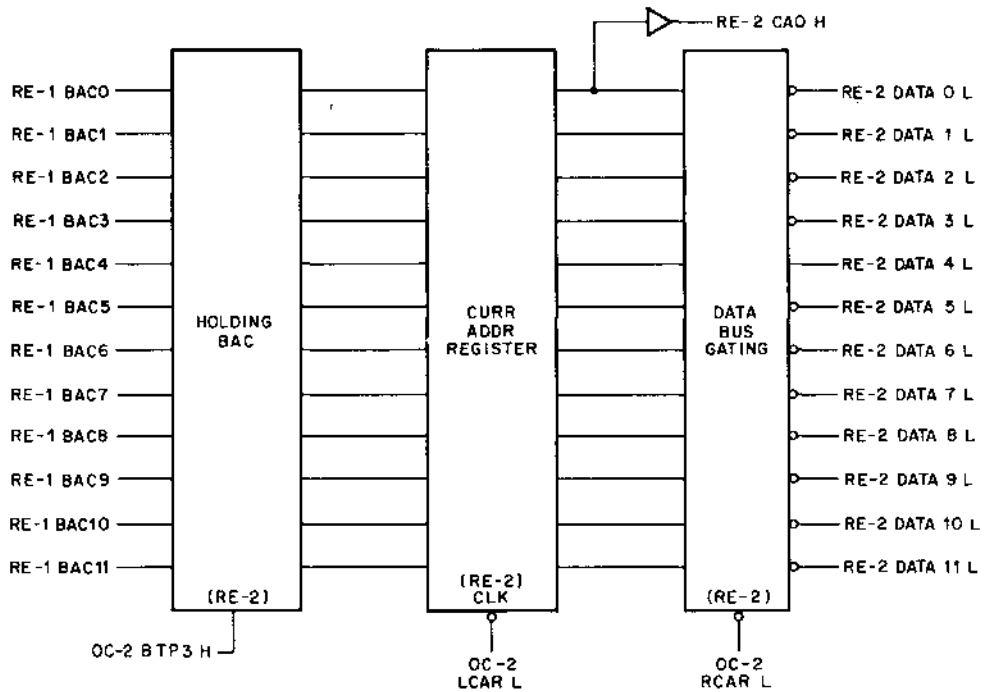 RE-2 CAO H
RE-1 BAC0
RE-1 BAC1
RE-1 BAC2
RE-1 BAC3
RE-1 BAC4
RE-1 BAC5
RE-1 BAC6
RE-1 BAC7
RE-1 BAC8
RE-1 BAC9
RE-1 BAC10
RE-1 BAC11
HOLDING
BAC
(RE-2)
OC-2 BTP3 H
CURR
ADDR
REGISTER
(RE-2)
CLK
OC-2
LCAR L
DATA
BUS
GATING
(RE-2)
OC-2
RCAR L
RE-2 DATA 0 L
RE-2 DATA 1 L
RE-2 DATA 2 L
RE-2 DATA 3 L
RE-2 DATA 4 L
RE-2 DATA 5 L
RE-2 DATA 6 L
RE-2 DATA 7 L
RE-2 DATA 8 L
RE-2 DATA 9 L
RE-2 DATA 10 L
RE-2 DATA 11 L